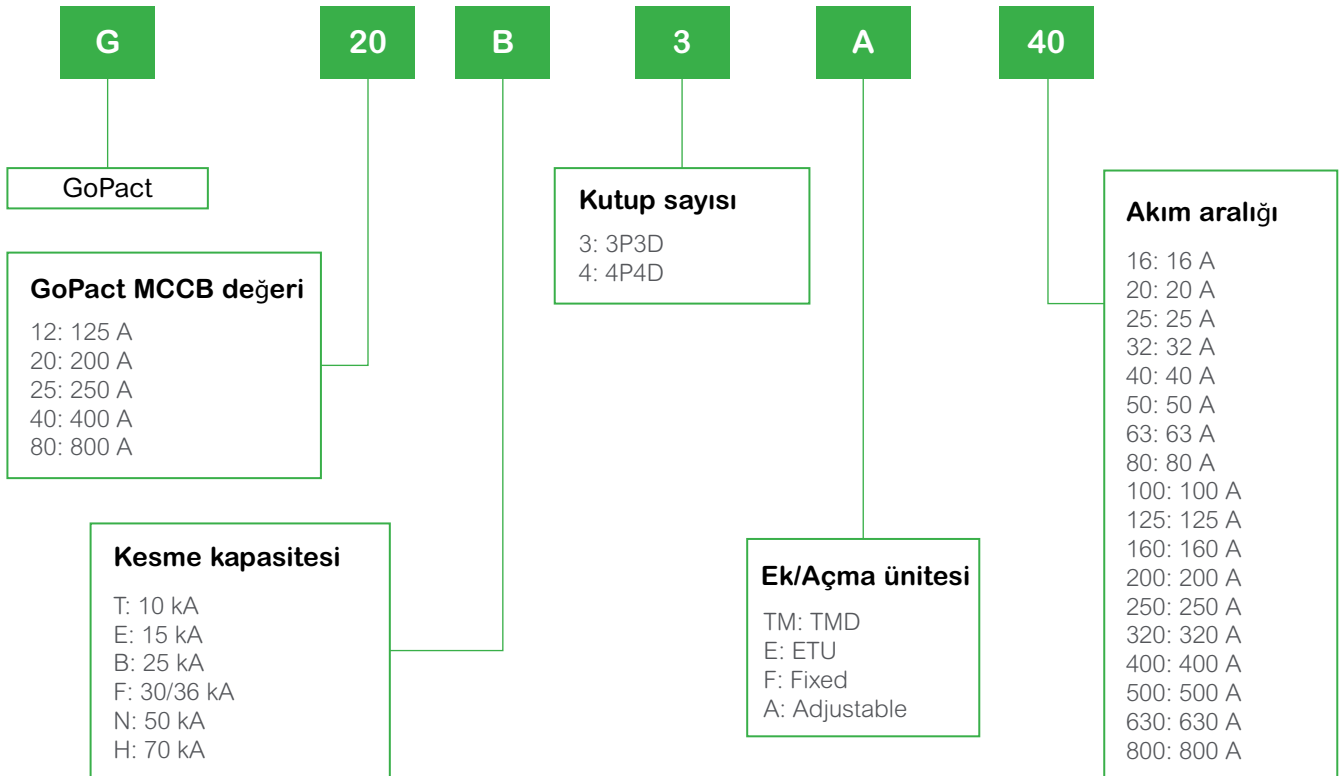 G 20 B 3 A 40
GoPact
GoPact MCCB değeri
12: 125 A
20: 200 A
25: 250 A
40: 400 A
80: 800 A
Kesme kapasitesi
T: 10 kA
E: 15 kA
B: 25 kA
F: 30/36 kA
N: 50 kA
H: 70 kA
Kutup sayısı
3: 3P3D
4: 4P4D
Ek/Açma ünitesi
TM: TMD
E: ETU
F: Fixed
A: Adjustable
Akım aralığı
16: 16 A
20: 20 A
25: 25 A
32: 32 A
40: 40 A
50: 50 A
63: 63 A
80: 80 A
100: 100 A
125: 125 A
160: 160 A
200: 200 A
250: 250 A
320: 320 A
400: 400 A
500: 500 A
630: 630 A
800: 800 A